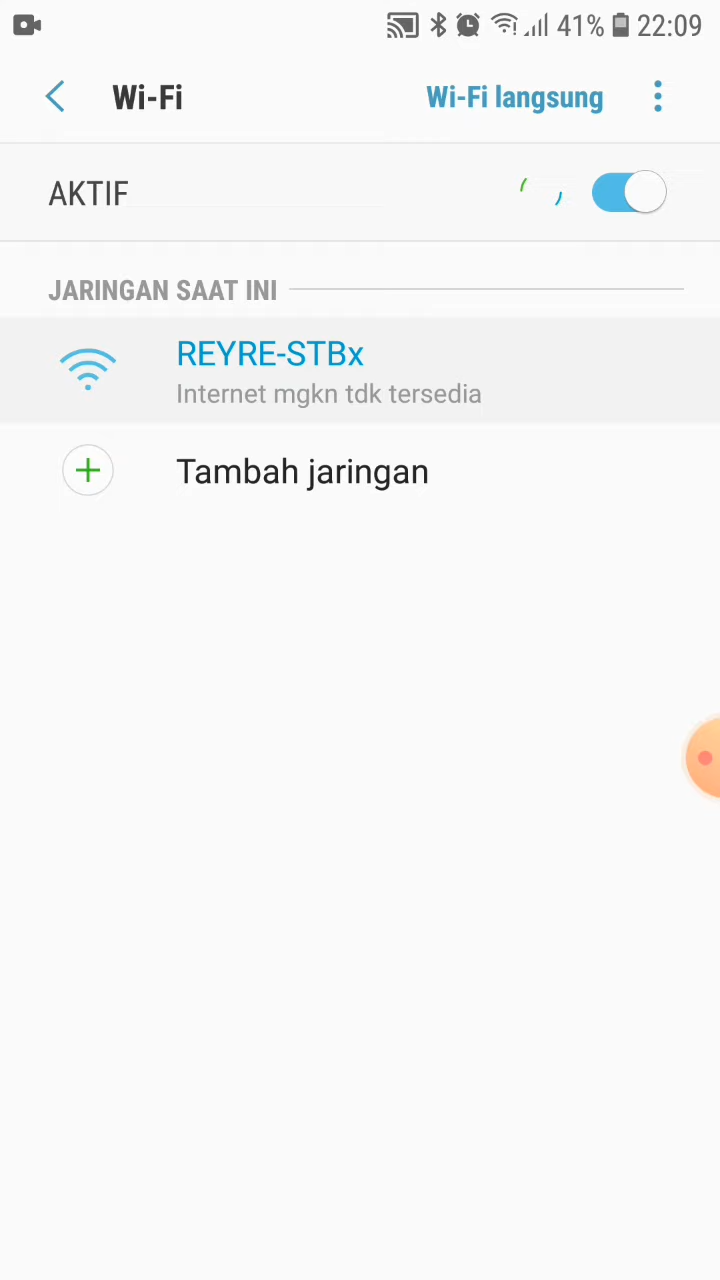 41% 22:09
Wi-Fi Wi-Fi langsung
AKTIF
JARINGAN SAAT INI
REYRE-STBx
Internet mgkn tdk tersedia
Tambah jaringan